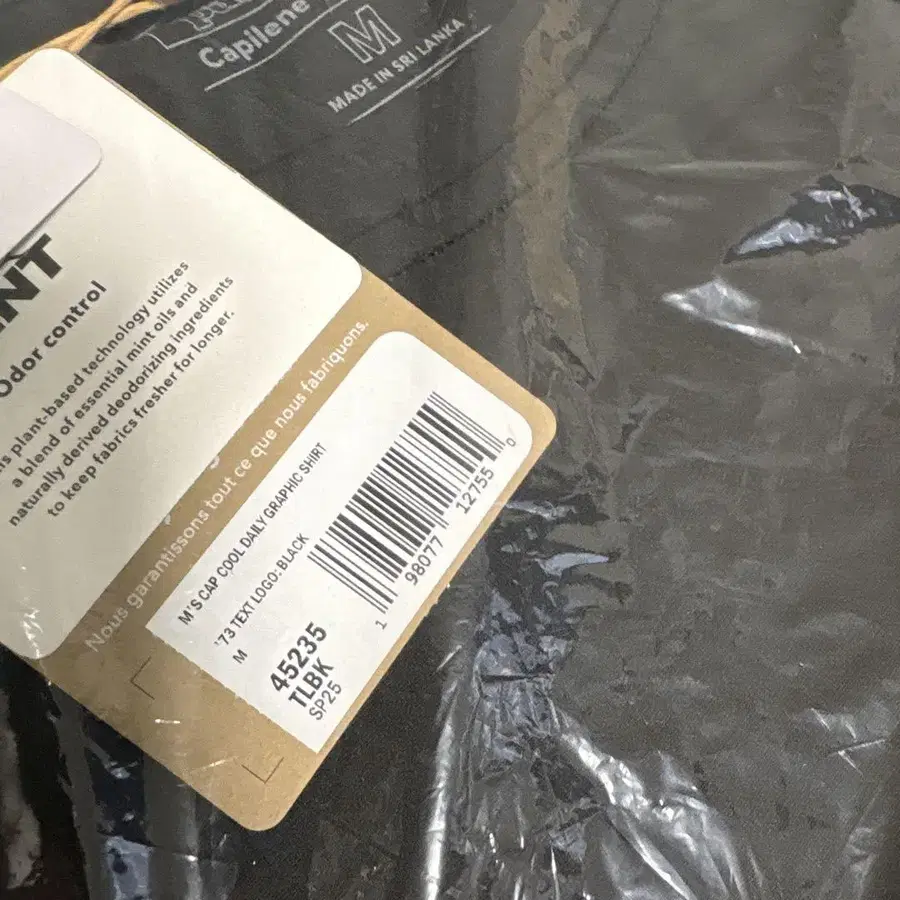 Capilene
M
MADE IN SRI LANKA
Odor control
plant-based technology utilizes
a blend of essential mint oils and
naturally derived deodorizing ingredients
to keep fabrics fresher for longer.
Nous garantissons tout ce que nous fabriquons.
M'S CAP COOL DAILY GRAPHIC SHIRT
'73 TEXT LOGO: BLACK
M
1 98077 12755 0
45235
TLBK
SP25